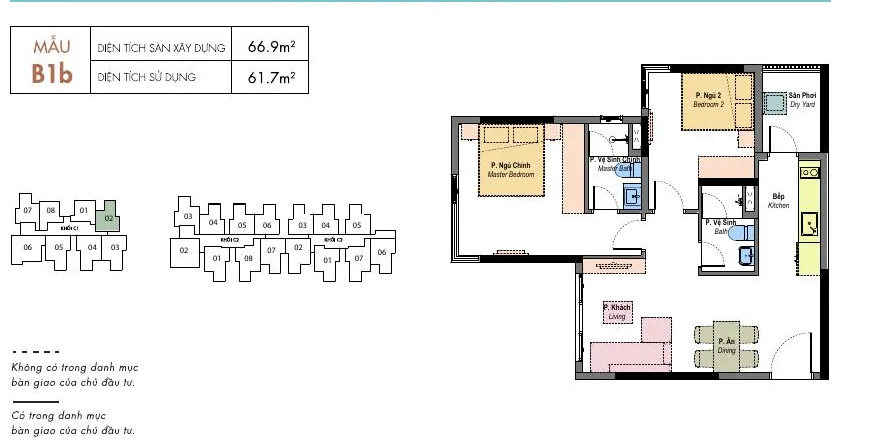 MẪU
B1b
DIỆN TÍCH SÀN XÂY DỰNG
66.9m²
DIỆN TÍCH SỬ DỤNG
61.7m²
P. Ngủ 2
Bedroom 2
Sân Phơi
Dry Yard
P. Ngủ Chính
Master Bedroom
P. Vệ Sinh Chính
Master Bath
Bếp
Kitchen
P. Vệ Sinh
Bath
P. Khách
Living
P. Ăn
Dining
07 08 01 02
KHỐI C1
06 05 04 03
03 04 05 06 03 04 05
KHỐI C2 KHỐI C3
02 01 08 07 02 01 07 06
Không có trong danh mục
bàn giao của chủ đầu tư.
Có trong danh mục
bàn giao của chủ đầu tư.